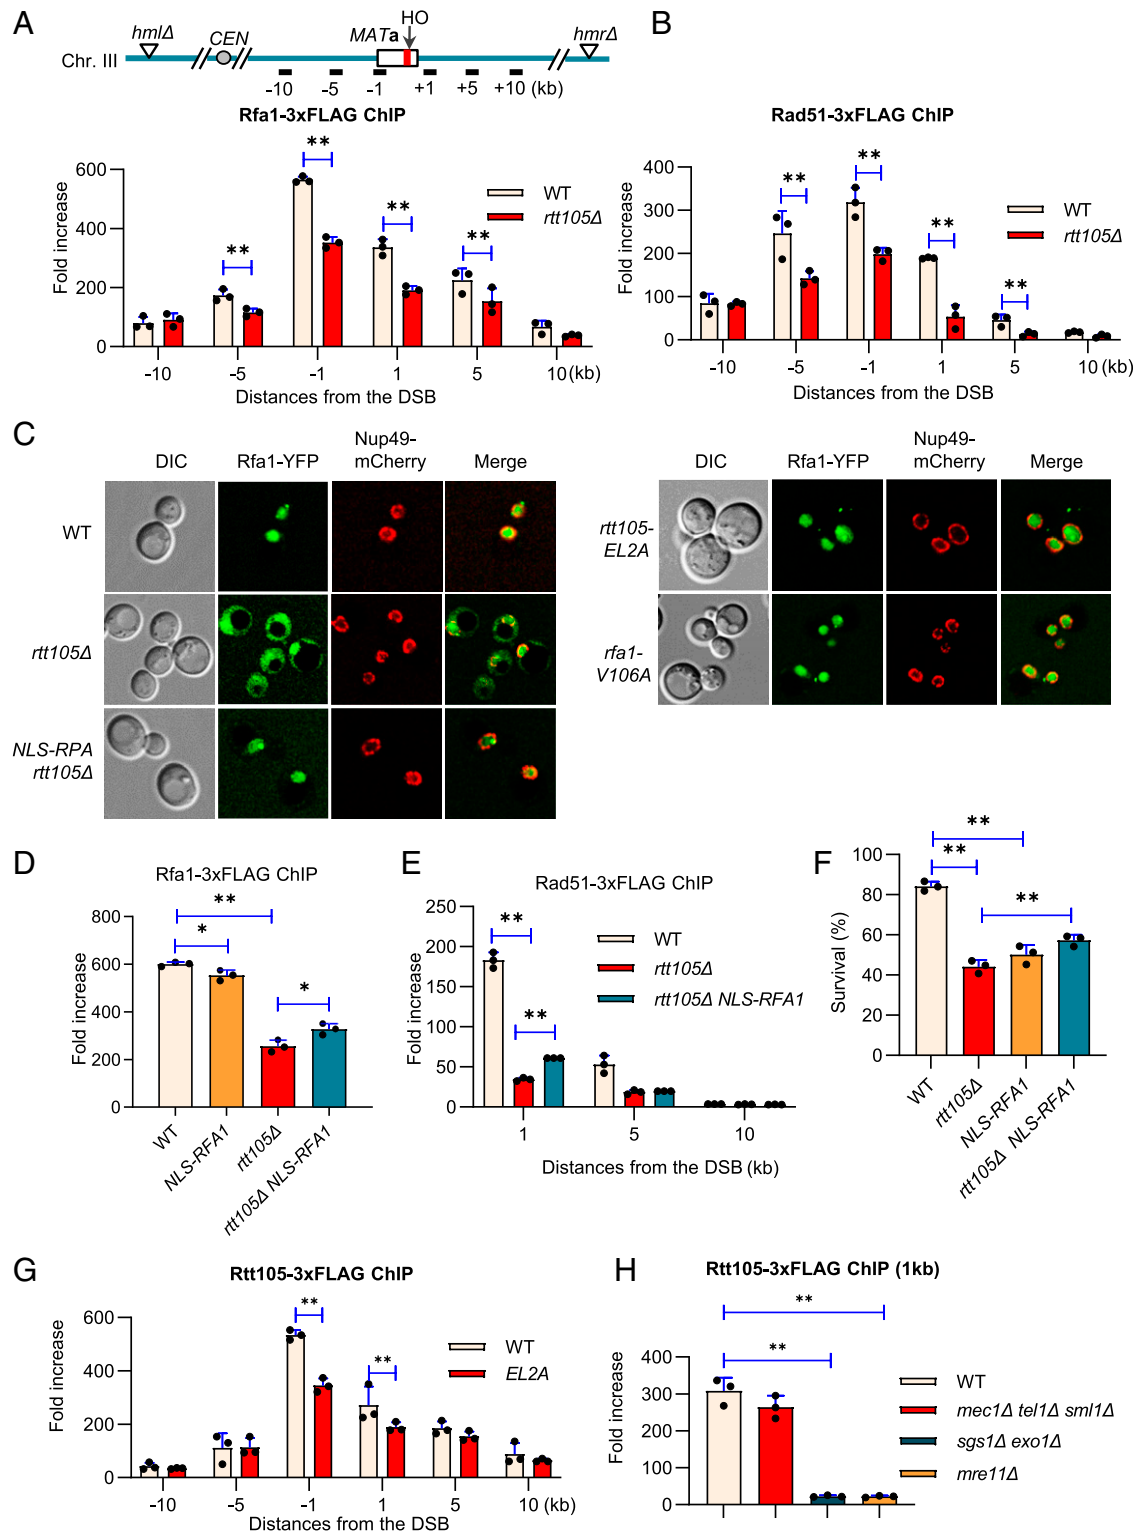 A
hmlΔ
CEN
MATa
HO
hmrΔ
Chr. III
-10 -5 -1 +1 +5 +10 (kb)
Rfa1-3xFLAG ChIP
Fold increase
600
400
200
0
** ** ** **
WT
rtt105Δ
-10 -5 -1 1 5 10 (kb)
Distances from the DSB
B
Rad51-3xFLAG ChIP
Fold increase
400
300
200
100
0
** ** ** **
WT
rtt105Δ
-10 -5 -1 1 5 10 (kb)
Distances from the DSB
C
DIC Rfa1-YFP Nup49-mCherry Merge
WT
rtt105Δ
NLS-RPA
rtt105Δ
DIC Rfa1-YFP Nup49-mCherry Merge
rtt105-
EL2A
rfa1-
V106A
D
Rfa1-3xFLAG ChIP
Fold increase
800
600
400
200
0
**
*
*
WT
NLS-RFA1
rtt105Δ
rtt105Δ NLS-RFA1
E
Rad51-3xFLAG ChIP
Fold increase
250
200
150
100
50
0
**
**
WT
rtt105Δ
rtt105Δ NLS-RFA1
1 5 10
Distances from the DSB (kb)
F
Survival (%)
100
80
60
40
20
0
**
**
**
WT
rtt105Δ
NLS-RFA1
rtt105Δ NLS-RFA1
G
Rtt105-3xFLAG ChIP
Fold increase
600
400
200
0
**
**
WT
EL2A
-10 -5 -1 1 5 10 (kb)
Distances from the DSB
H
Rtt105-3xFLAG ChIP (1kb)
Fold increase
400
300
200
100
0
**
**
WT
mec1Δ tel1Δ sml1Δ
sgs1Δ exo1Δ
mre11Δ